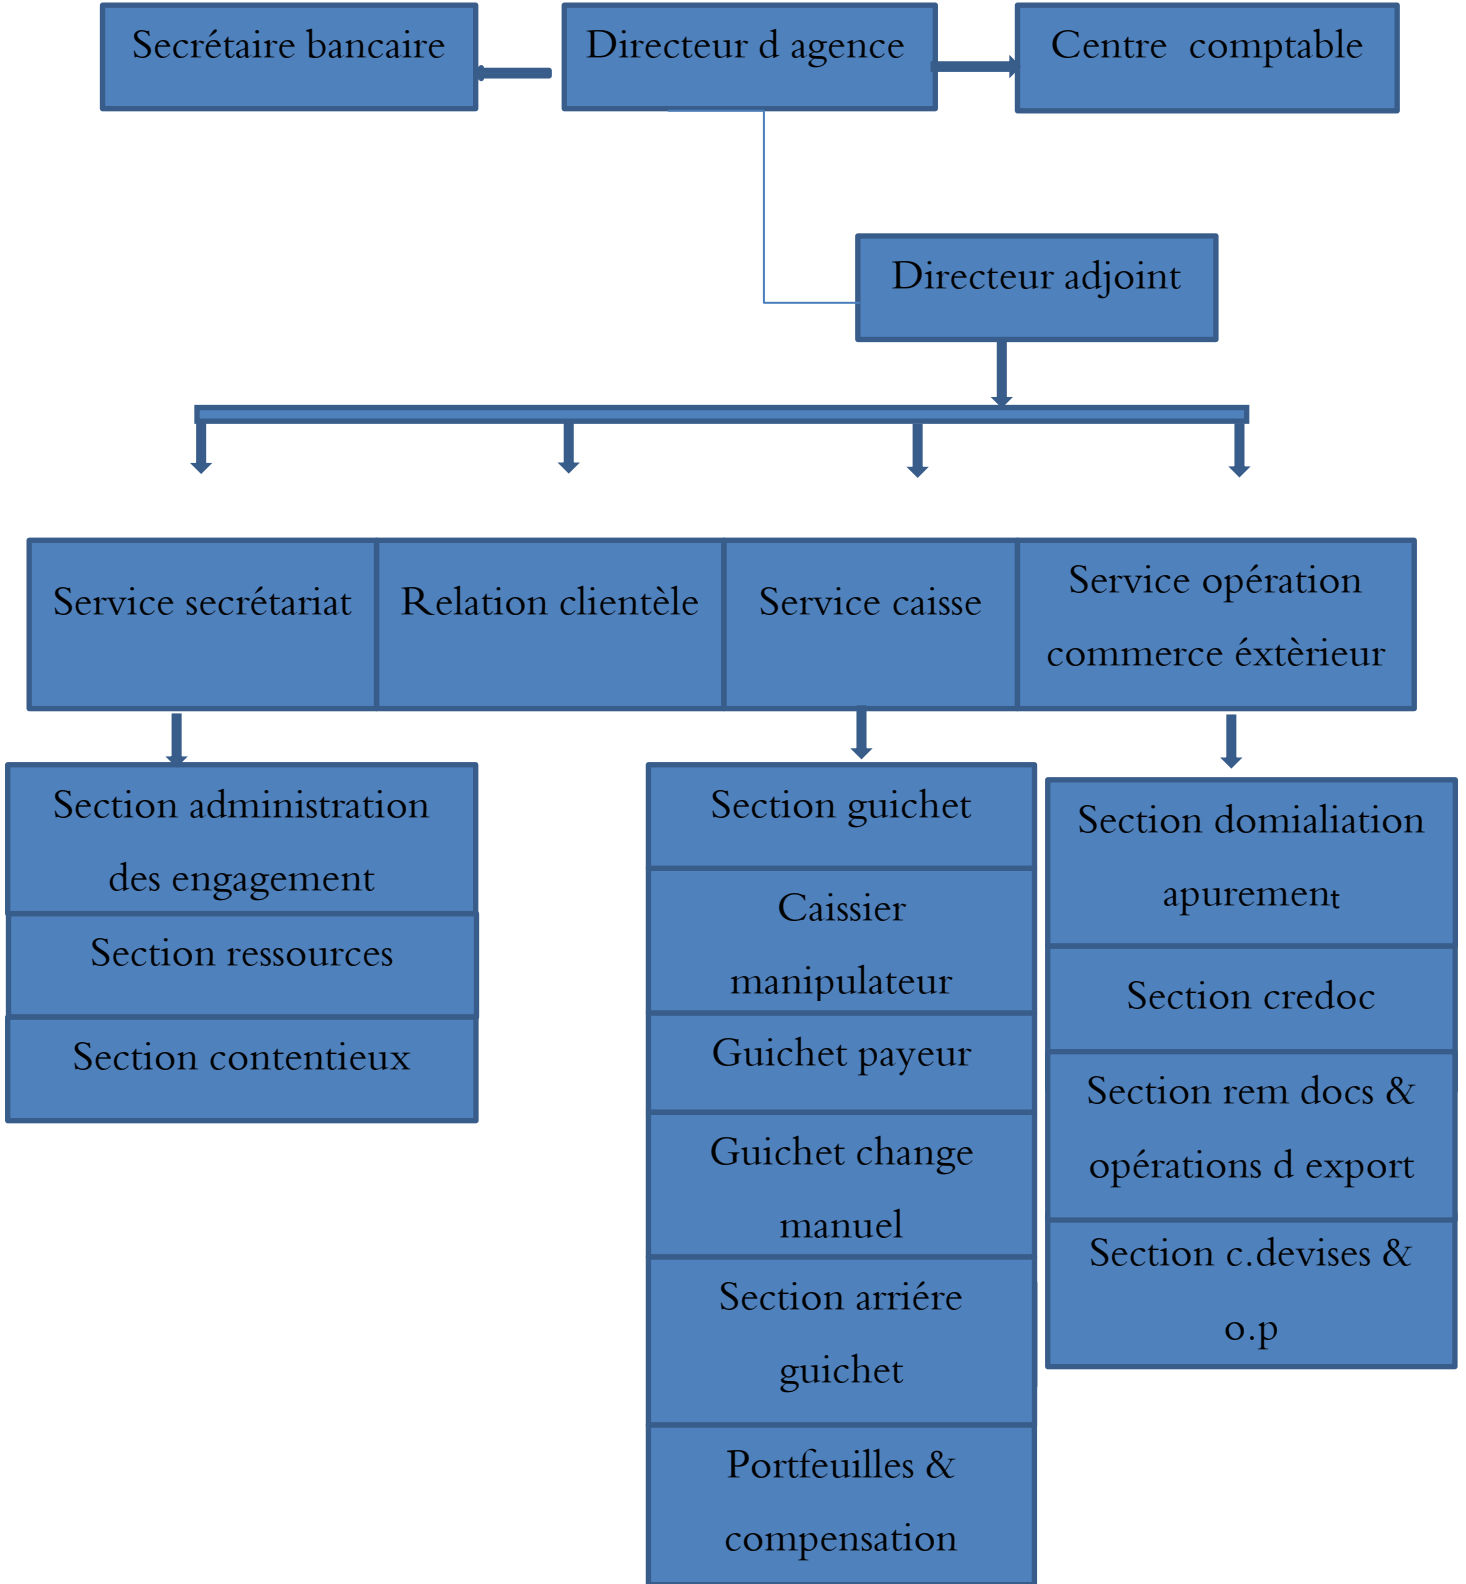 Secrétaire bancaire
Directeur d agence
Centre comptable
Directeur adjoint
Service secrétariat
Relation clientèle
Service caisse
Service opération
commerce éxtèrieur
Section administration
des engagement
Section ressources
Section contentieux
Section guichet
Caissier
manipulateur
Guichet payeur
Guichet change
manuel
Section arriére
guichet
Portfeuilles &
compensation
Section domialiation
apurement
Section credoc
Section rem docs &
opérations d export
Section c.devises &
o.p